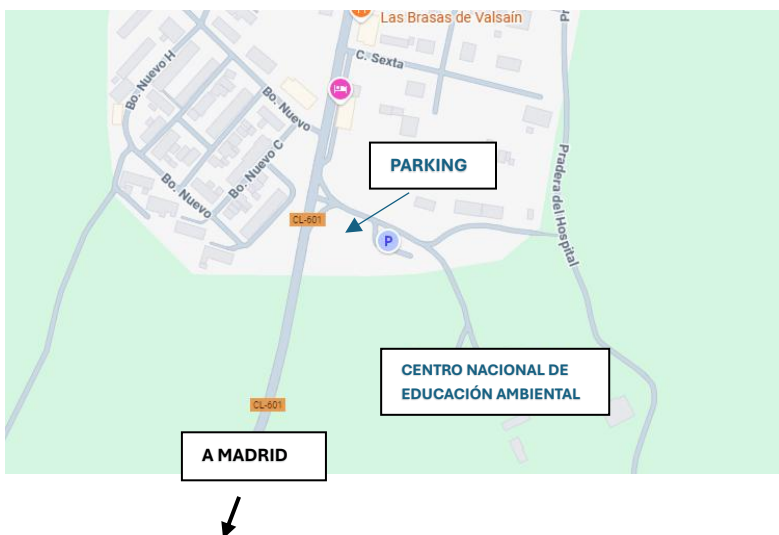 Las Brasas de Valsaín
Pr
C. Sexta
Bo. Nuevo H
Bo. Nuevo
PARKING
Bo. Nuevo C
Pradera del Hospital
Bo. Nuevo
CL-601
P
CENTRO NACIONAL DE
EDUCACIÓN AMBIENTAL
CL-601
A MADRID